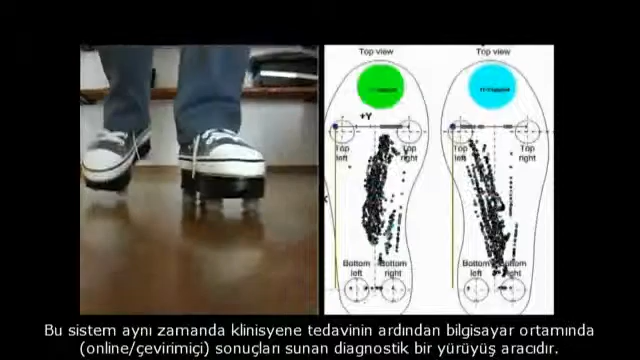 Top view
Top view
+Y
Top
left
Top
right
Top
left
Top
right
Bottom
left
Bottom
right
Bottom
left
Bottom
right
Bu sistem aynı zamanda klinisyene tedavinin ardından bilgisayar ortamında
(online/çevirimiçi) sonuçları sunan diagnostik bir yürüyüş aracıdır.